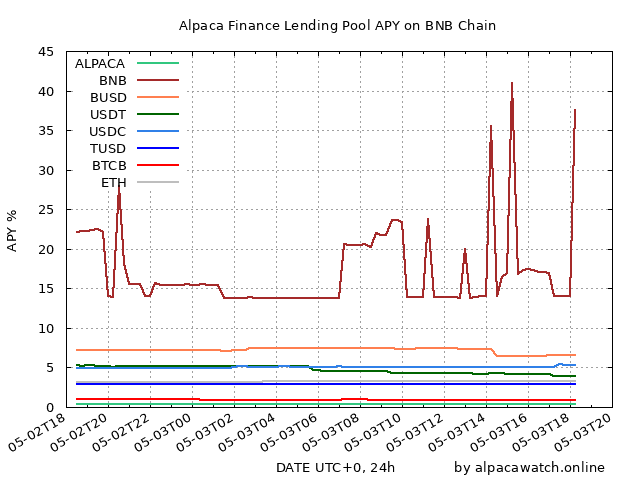 Alpaca Finance Lending Pool APY on BNB Chain
45
40
35
30
25
20
15
10
5
0
APY %
ALPACA
BNB
BUSD
USDT
USDC
TUSD
BTCB
ETH
05-02T18
05-02T20
05-02T22
05-03T00
05-03T02
05-03T04
05-03T06
05-03T08
05-03T10
05-03T12
05-03T14
05-03T16
05-03T18
05-03T20
DATE UTC+0, 24h
by alpacawatch.online